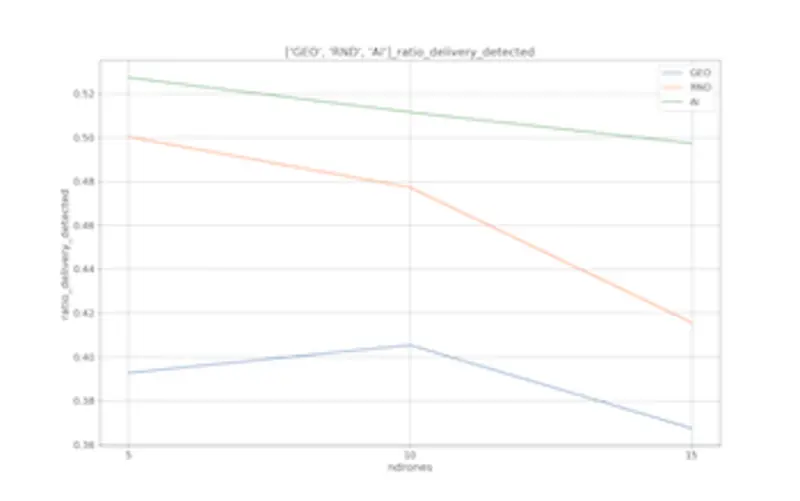 ['GEO', 'RND', 'AI']_ratio_delivery_detected
GEO
RND
AI
0.52
0.50
0.48
0.46
0.44
0.42
0.40
0.38
0.36
ratio_delivery_detected
5
10
15
ndrones